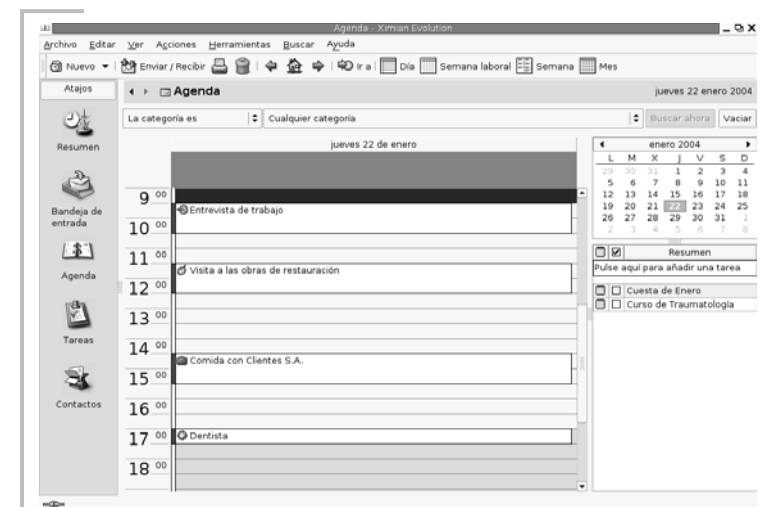 Agenda - Ximian Evolution
Archivo Editar Ver Acciones Herramientas Buscar Ayuda
Nuevo Enviar / Recibir Ir a Día Semana laboral Semana Mes
Atajos
Agenda
jueves 22 enero 2004
La categoría es
Cualquier categoría
Buscar ahora
Vaciar
Resumen
Bandeja de
entrada
Agenda
Tareas
Contactos
jueves 22 de enero
9 00
Entrevista de trabajo
10 00
11 00
Visita a las obras de restauración
12 00
13 00
14 00
Comida con Clientes S.A.
15 00
16 00
17 00
Dentista
18 00
enero 2004
L M X J V S D
29 30 31 1 2 3 4
5 6 7 8 9 10 11
12 13 14 15 16 17 18
19 20 21 22 23 24 25
26 27 28 29 30 31 1
2 3 4 5 6 7 8
Resumen
Pulse aquí para añadir una tarea
Cuesta de Enero
Curso de Traumatología